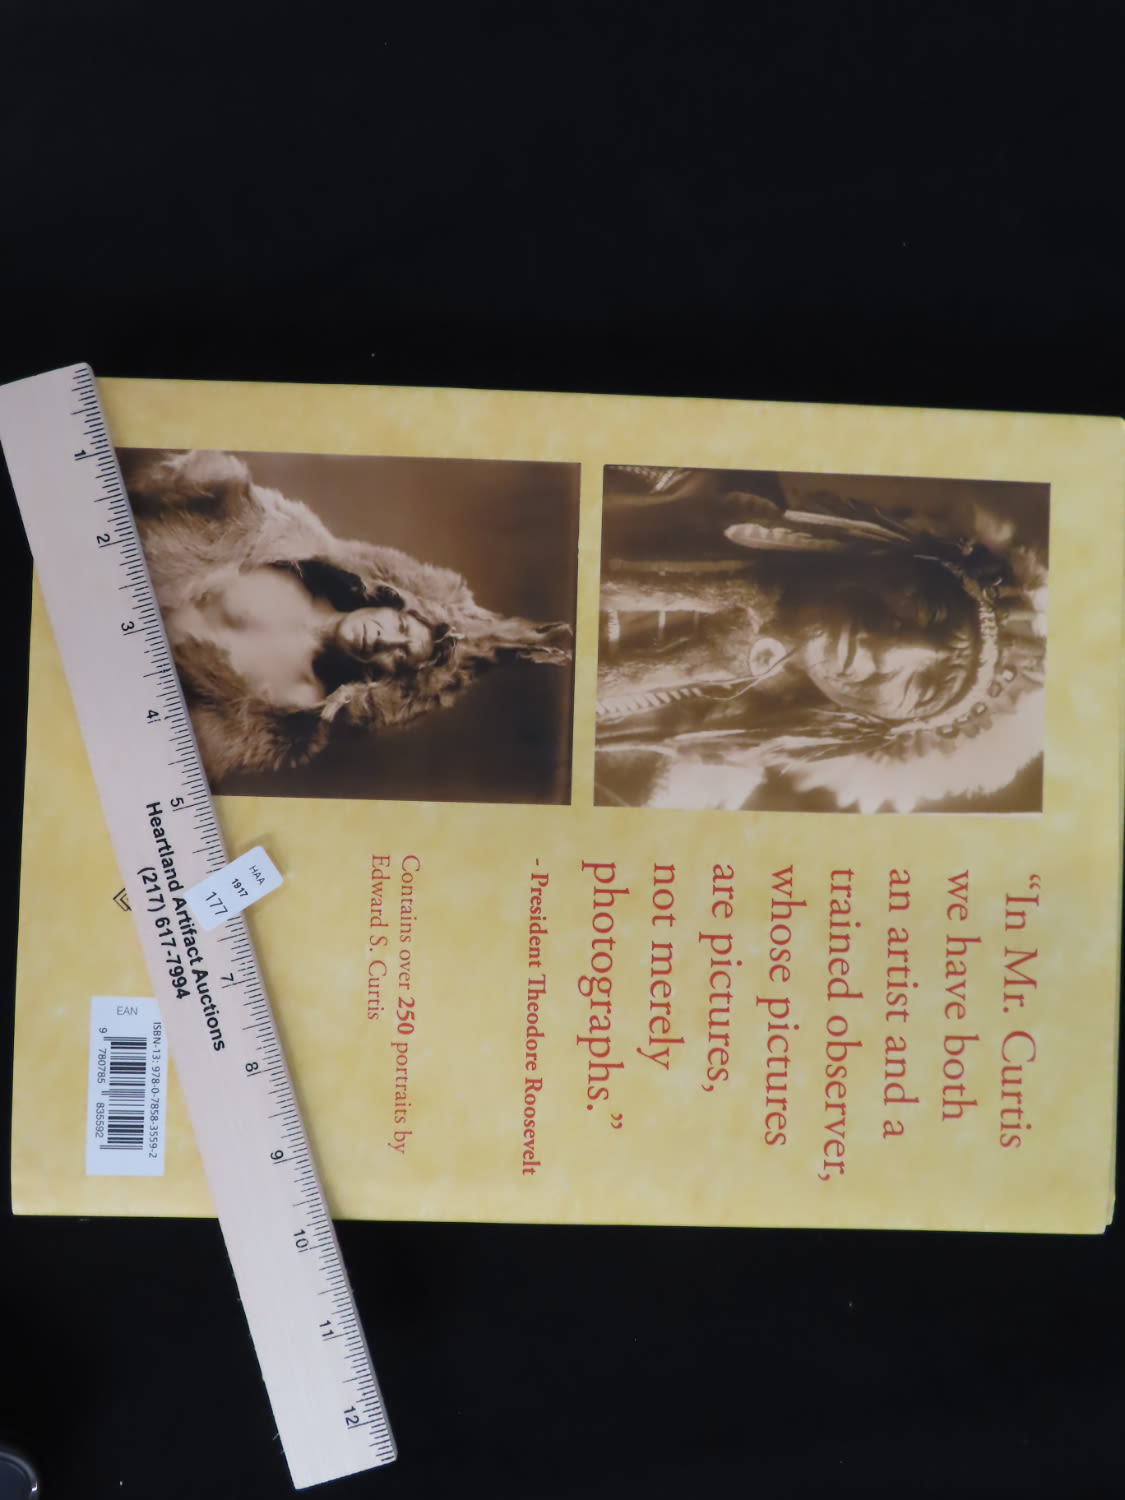 “In Mr. Curtis
we have both
an artist and a
trained observer,
whose pictures
are pictures,
not merely
photographs.”
- President Theodore Roosevelt
Contains over 250 portraits by
Edward S. Curtis
ISBN-13: 978-0-7858-3559-2
EAN
9 780785 835592
1 2 3 4 5 7 8 9 10 11 12
Heartland Artifact Auctions
(217) 617-7994
HAA
1917
177